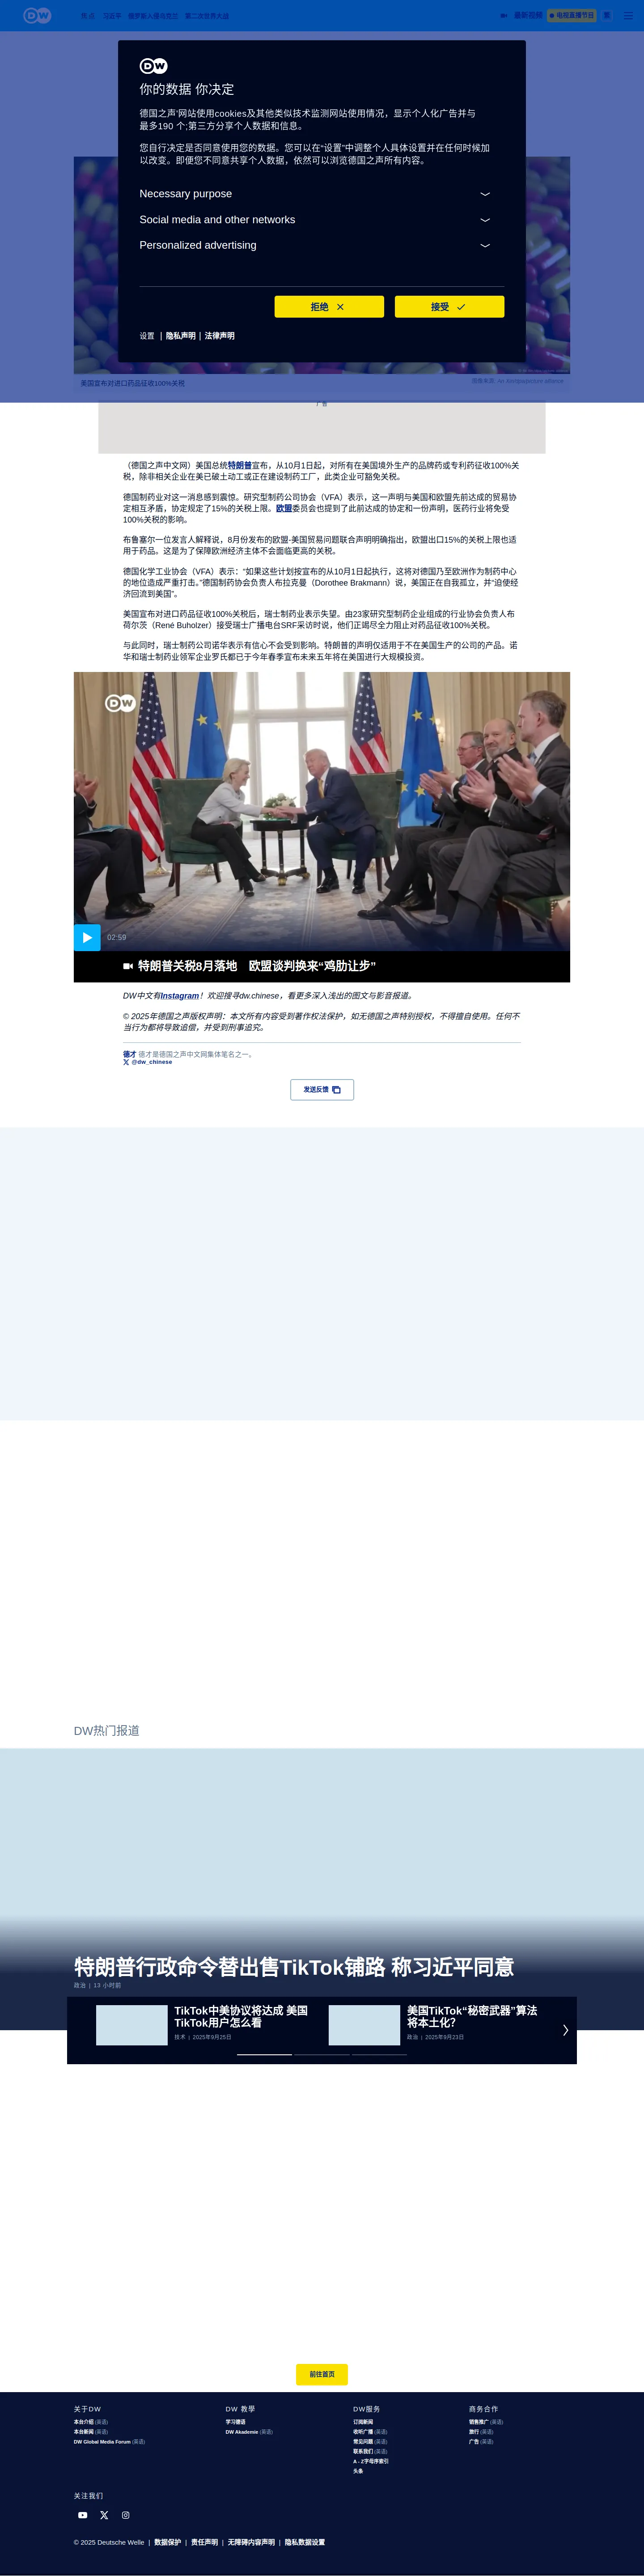 DW
热点
习近平
俄罗斯入侵乌克兰
第二次世界大战
最新视频
电视直播节目
繁
DW
你的数据 你决定
德国之声'网站使用cookies及其他类似技术监测网站使用情况，显示个人化广告并与
最多190 个;第三方分享个人数据和信息。
您自行决定是否同意使用您的数据。您可以在“设置”中调整个人具体设置并在任何时候加
以改变。即便您不同意共享个人数据，依然可以浏览德国之声所有内容。
Necessary purpose
Social media and other networks
Personalized advertising
拒绝
接受
设置 | 隐私声明 | 法律声明
美国宣布对进口药品征收100%关税
广告
（德国之声中文网）美国总统特朗普宣布，从10月1日起，对所有在美国境外生产的品牌药或专利药征收100%关
税，除非相关企业在美已破土动工或正在建设制药工厂，此类企业可豁免关税。
德国制药业对这一消息感到震惊。研究型制药公司协会（VFA）表示，这一声明与美国和欧盟先前达成的贸易协
定相互矛盾，协定规定了15%的关税上限。欧盟委员会也提到了此前达成的协定和一份声明，医药行业将免受
100%关税的影响。
布鲁塞尔一位发言人解释说，8月份发布的欧盟-美国贸易问题联合声明明确指出，欧盟出口15%的关税上限也适
用于药品。这是为了保障欧洲经济主体不会面临更高的关税。
德国化学工业协会（VFA）表示：“如果这些计划按宣布的从10月1日起执行，这将对德国乃至欧洲作为制药中心
的地位造成严重打击。”德国制药协会负责人布拉克曼（Dorothee Brakmann）说，美国正在自我孤立，并“迫使经
济回流到美国”。
美国宣布对进口药品征收100%关税后，瑞士制药业表示失望。由23家研究型制药企业组成的行业协会负责人布
荷尔茨（René Buholzer）接受瑞士广播电台SRF采访时说，他们正竭尽全力阻止对药品征收100%关税。
与此同时，瑞士制药公司诺华表示有信心不会受到影响。特朗普的声明仅适用于不在美国生产的公司的产品。诺
华和瑞士制药业领军企业罗氏都已于今年春季宣布未来五年将在美国进行大规模投资。
DW
02:59
特朗普关税8月落地 欧盟谈判换来“鸡肋让步”
DW中文有Instagram！欢迎搜寻dw.chinese，看更多深入浅出的图文与影音报道。
© 2025年德国之声版权声明：本文所有内容受到著作权法保护，如无德国之声特别授权，不得擅自使用。任何不
当行为都将导致追偿，并受到刑事追究。
德才 德才是德国之声中文网集体笔名之一。
@dw_chinese
发送反馈
DW热门报道
特朗普行政命令替出售TikTok铺路 称习近平同意
政治 | 13 小时前
TikTok中美协议将达成 美国
TikTok用户怎么看
技术 | 2025年9月25日
美国TikTok“秘密武器”算法
将本土化？
政治 | 2025年9月23日
前往首页
关于DW
本台介绍 (英语)
本台新闻 (英语)
DW Global Media Forum (英语)
DW 教學
学习德语
DW Akademie (英语)
DW服务
订阅新闻
收听广播 (英语)
常见问题 (英语)
联系我们 (英语)
A - Z字母序索引
头条
商务合作
销售推广 (英语)
旅行 (英语)
广告 (英语)
关注我们
© 2025 Deutsche Welle | 数据保护 | 责任声明 | 无障碍内容声明 | 隐私数据设置